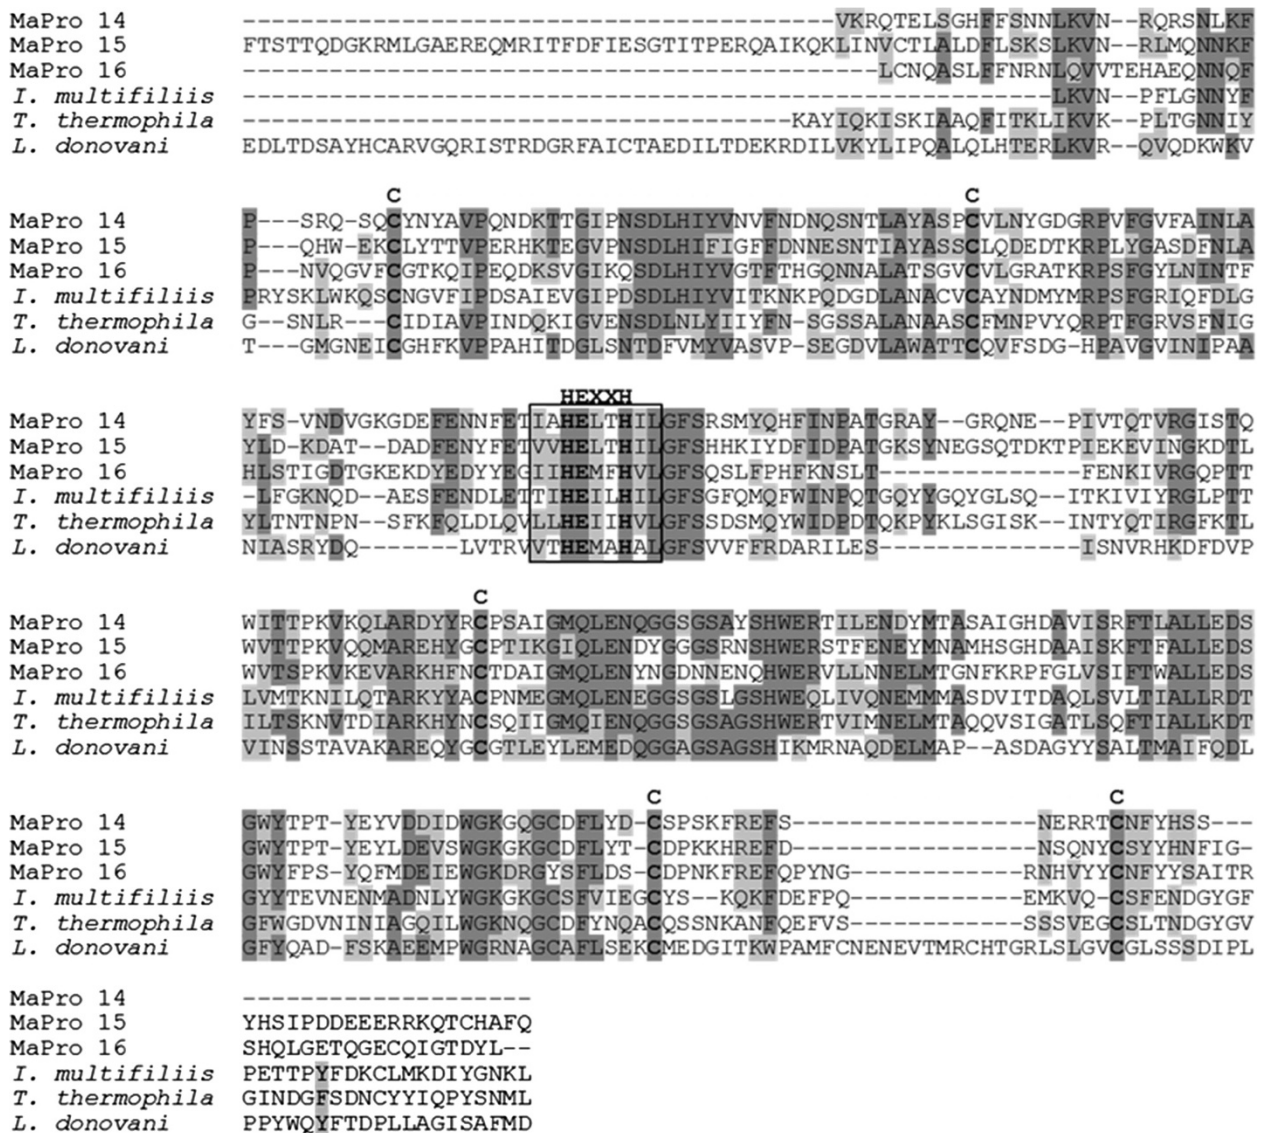 MaPro 14 -----------------------------------------VKRQTELSGHFFSNNLKVN--RQRSNLKF
MaPro 15 FTSTTQDGKRMLGAEREQMRITFDFIESGTITPERQAIKQKLINVCTLALDFLSKSLKVN--RLMQNNKF
MaPro 16 --------------------------------------------LCNQASLFFNRNLQVVTEHAEQNNQF
I. multifiliis --------------------------------------------------------LKVN--PFLGNNYF
T. thermophila --------------------------------------KAYIQKISKIAAQFITKLIKVK--PLTGNNIY
L. donovani EDLTDSAYHCARVGQRISTRDGRFAICTAEDILTDEKRDILVKYLIPQALQLHTERLKVR--QVQDKWKV
C C
MaPro 14 P---SRQ-SQCYNYAVPQNDKTTGIPNSDLHIYVNVFNDNQSNTLAYASPCVLNYGDGRPVFGVFAINLA
MaPro 15 P---QHW-EKCLYTTVPERHKTEGVPNSDLHIFIGFFDNNESNTIAYASSCLQDEDTKRPLYGASDFNLA
MaPro 16 P---NVQGVFCGTKQIPEQDKSVGIKQSDLHIYVGTFTHGQNNALATSGVCVLGRATKRPSFGYLNINTF
I. multifiliis PRYSKLWKQSCNGVFIPDSAIEVGIPDSDLHIYVITKNKPQDGDLANACVCAYNDMYMRPSFGRIQFDLG
T. thermophila G--SNLR---CIDIAVPINDQKIGVENSDLNLYIIYFN-SGSSALANAASCFMNPVYQRPTFGRVSFNIG
L. donovani T---GMGNEICGHFKVPPAHITDGLSNTDFVMYVASVP-SEGDVLAWATTCQVFSDG-HPAVGVINIPAA
HEXXH
MaPro 14 YFS-VNDVGKGDEFENNFETIAHELTHILGFSRSMYQHFINPATGRAY--GRQNE--PIVTQTVRGISTQ
MaPro 15 YLD-KDAT--DADFENYFETVVHELTHILGFSHHKIYDFIDPATGKSYNEGSQTDKTPIEKEVINGKDTL
MaPro 16 HLSTIGDTGKEKDYEDYYEGIIHEMFHVLGFSQSLFPHFKNSLT--------------FENKIVRGQPTT
I. multifiliis -LFGKNQD--AESFENDLETTIHEILHILGFSGFQMQFWINPQTGQYYGQYGLSQ--ITKIVIYRGLPTT
T. thermophila YLTNTNPN--SFKFQLDLQVLLHEIIHVLGFSSDSMQYWIDPDTQKPYKLSGISK--INTYQTIRGFKTL
L. donovani NIASRYDQ-------LVTRVVTHEMAHALGFSVVFFRDARILES--------------ISNVRHKDFDVP
C
MaPro 14 WITTPKVKQLARDYYRCPSAIGMQLENQGGSGSAYSHWERTILENDYMTASAIGHDAVISRFTLALLEDS
MaPro 15 WVTTPKVQQMAREHYGCPTIKGIQLENDYGGGSRNSHWERSTFENEYMNAMHSGHDAAISKFTFALLEDS
MaPro 16 WVTSPKVKEVARKHFNCTDAIGMQLENYNGDNNENQHWERVLLNNELMTGNFKRPFGLVSIFTWALLEDS
I. multifiliis LVMTKNILQTARKYYACPNMEGMQLENEGGSGSLGSHWEQLIVQNEMMMASDVITDAQLSVLTIALLRDT
T. thermophila ILTSKNVTDIARKHYNCSQIIGMQIENQGGSGSAGSHWERTVIMNELMTAQQVSIGATLSQFTIALLKDT
L. donovani VINSSTAVAKAREQYGCGTLEYLEMEDQGGAGSAGSHIKMRNAQDELMAP--ASDAGYYSALTMAIFQDL
C C
MaPro 14 GWYTPT-YEYVDDIDWGKGQGCDFLYD-CSPSKFREFS-----------------NERRTCNFYHSS---
MaPro 15 GWYTPT-YEYLDEVSWGKGKGCDFLYT-CDPKKHREFD-----------------NSQNYCSYYHNFIG-
MaPro 16 GWYFPS-YQFMDEIEWGKDRGYSFLDS-CDPNKFREFQPYNG------------RNHVYYCNFYYSAITR
I. multifiliis GYYTEVNENMADNLYWGKGKGCSFVIEGCYS--KQKFDEFPQ------------EMKVQ-CSFENDGYGF
T. thermophila GFWGDVNINIAGQILWGKNQGCDFYNQACQSSNKANFQEFVS------------SSSVEGCSLTNDGYGV
L. donovani GFYQAD-FSKAEEMPWGRNAGCAFLSEKCMEDGITKWPAMFCNENEVTMRCHTGRLSLGVCGLSSSDIPL
MaPro 14 --------------------
MaPro 15 YHSIPDDEEERRKQTCHAFQ
MaPro 16 SHQLGETQGECQIGTDYL--
I. multifiliis PETTPYFDKCLMKDIYGNKL
T. thermophila GINDGFSDNCYYIQPYSNML
L. donovani PPYWQYFTDPLLAGISAFMD